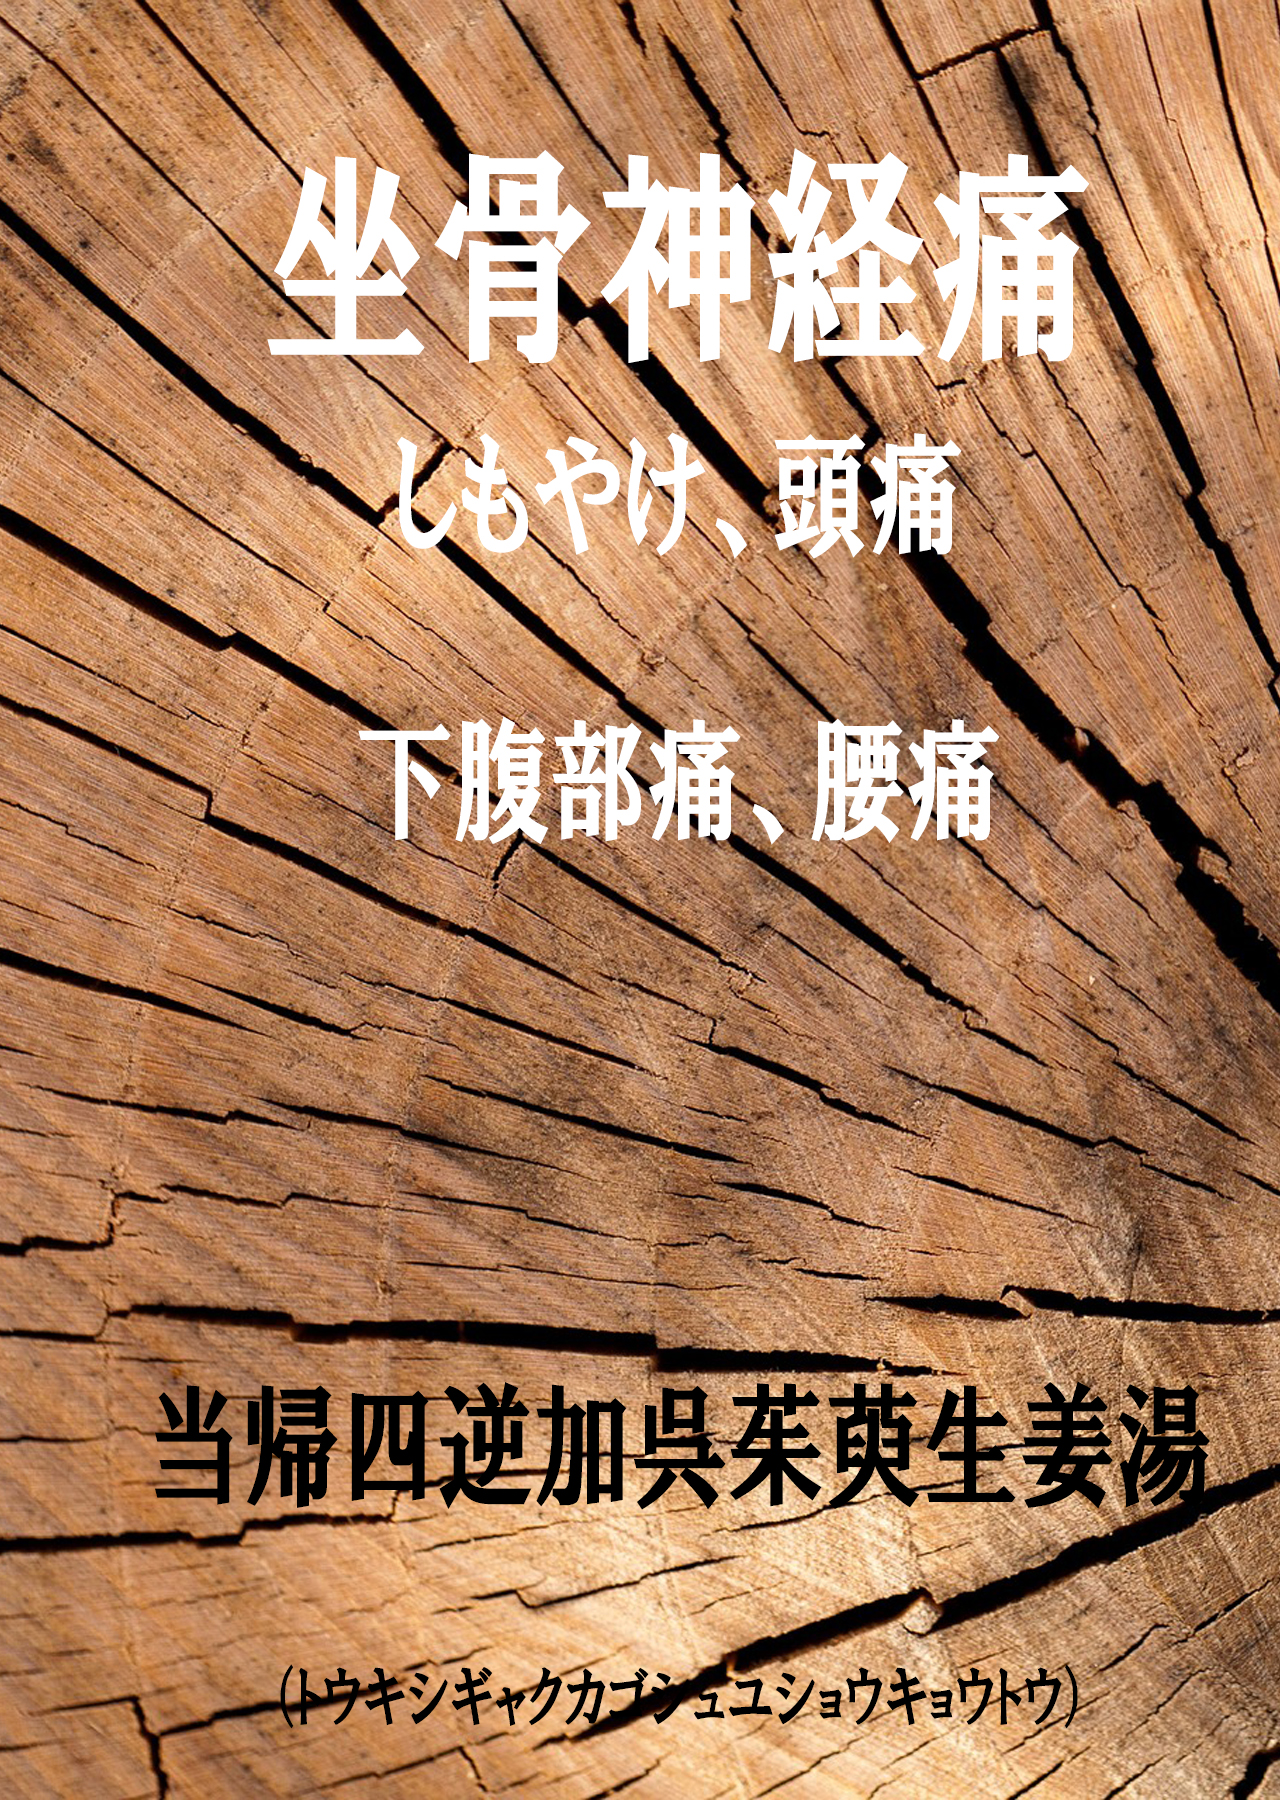 坐骨神経痛
しもやけ、頭痛
下腹部痛、腰痛
当帰四逆加呉茱萸生姜湯
(トウキシギャクカゴシュユショウキョウトウ)